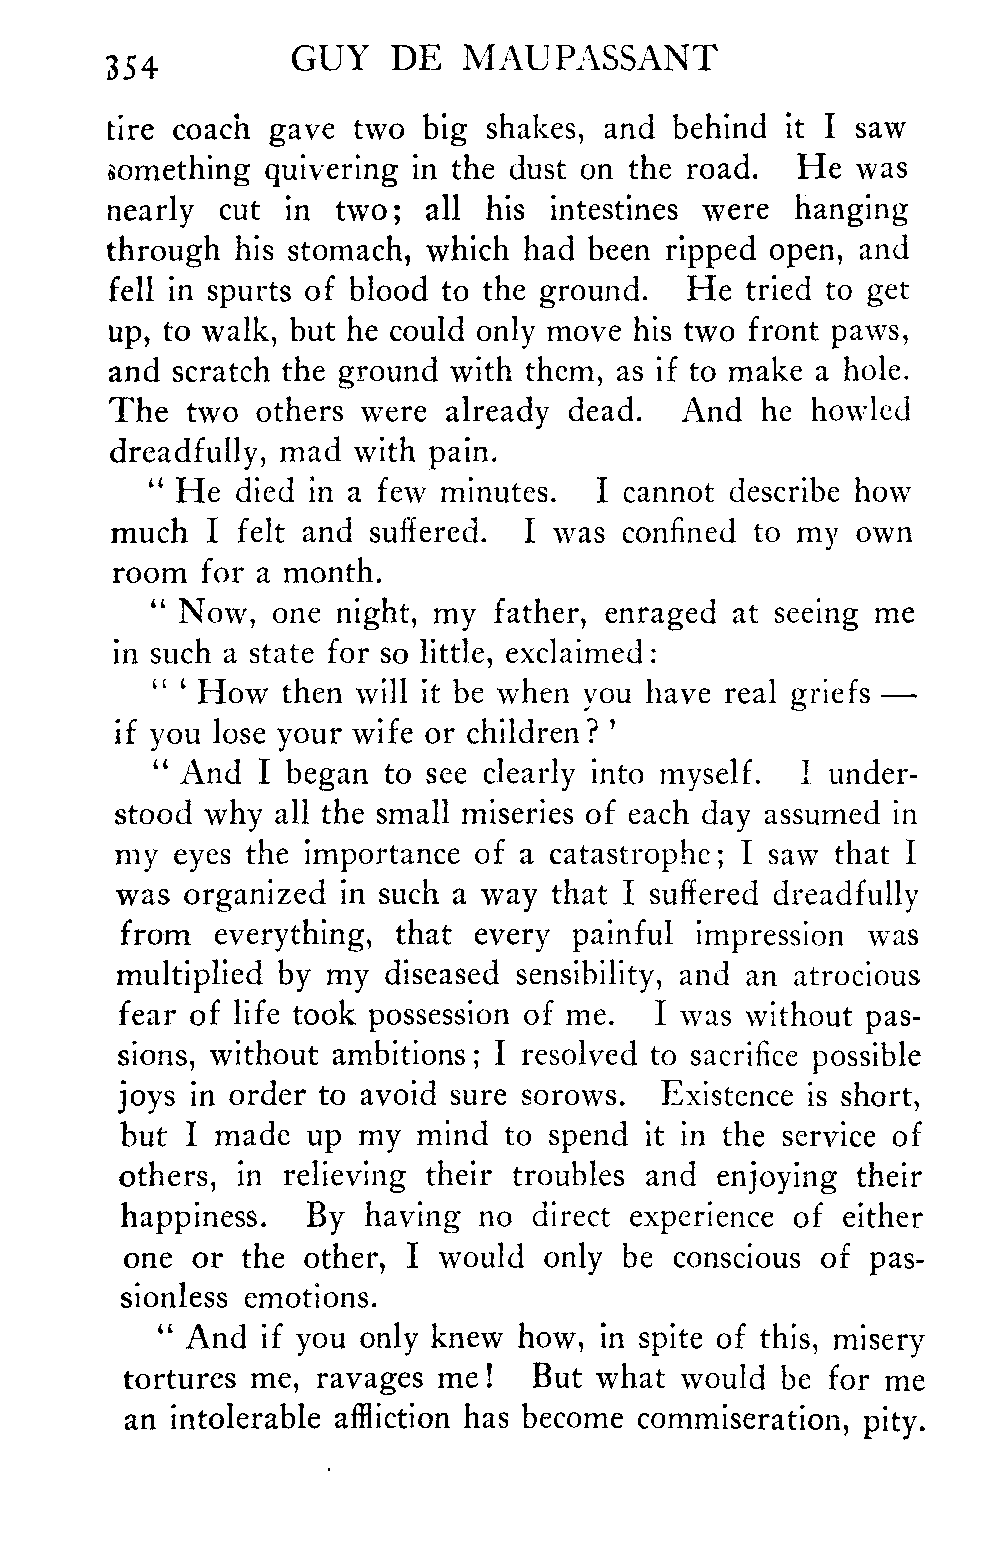 354 GUY DE MAUPASSANT
tire coach gave two big shakes, and behind it I saw
something quivering in the dust on the road. He was
nearly cut in two; all his intestines were hanging
through his stomach, which had been ripped open, and
fell in spurts of blood to the ground. He tried to get
up, to walk, but he could only move his two front paws,
and scratch the ground with them, as if to make a hole.
The two others were already dead. And he howled
dreadfully, mad with pain.
“ He died in a few minutes. I cannot describe how
much I felt and suffered. I was confined to my own
room for a month.
“ Now, one night, my father, enraged at seeing me
in such a state for so little, exclaimed:
“ ‘ How then will it be when you have real griefs —
if you lose your wife or children? ’
“ And I began to see clearly into myself. I under-
stood why all the small miseries of each day assumed in
my eyes the importance of a catastrophe; I saw that I
was organized in such a way that I suffered dreadfully
from everything, that every painful impression was
multiplied by my diseased sensibility, and an atrocious
fear of life took possession of me. I was without pas-
sions, without ambitions; I resolved to sacrifice possible
joys in order to avoid sure sorows. Existence is short,
but I made up my mind to spend it in the service of
others, in relieving their troubles and enjoying their
happiness. By having no direct experience of either
one or the other, I would only be conscious of pas-
sionless emotions.
“ And if you only knew how, in spite of this, misery
tortures me, ravages me! But what would be for me
an intolerable affliction has become commiseration, pity.